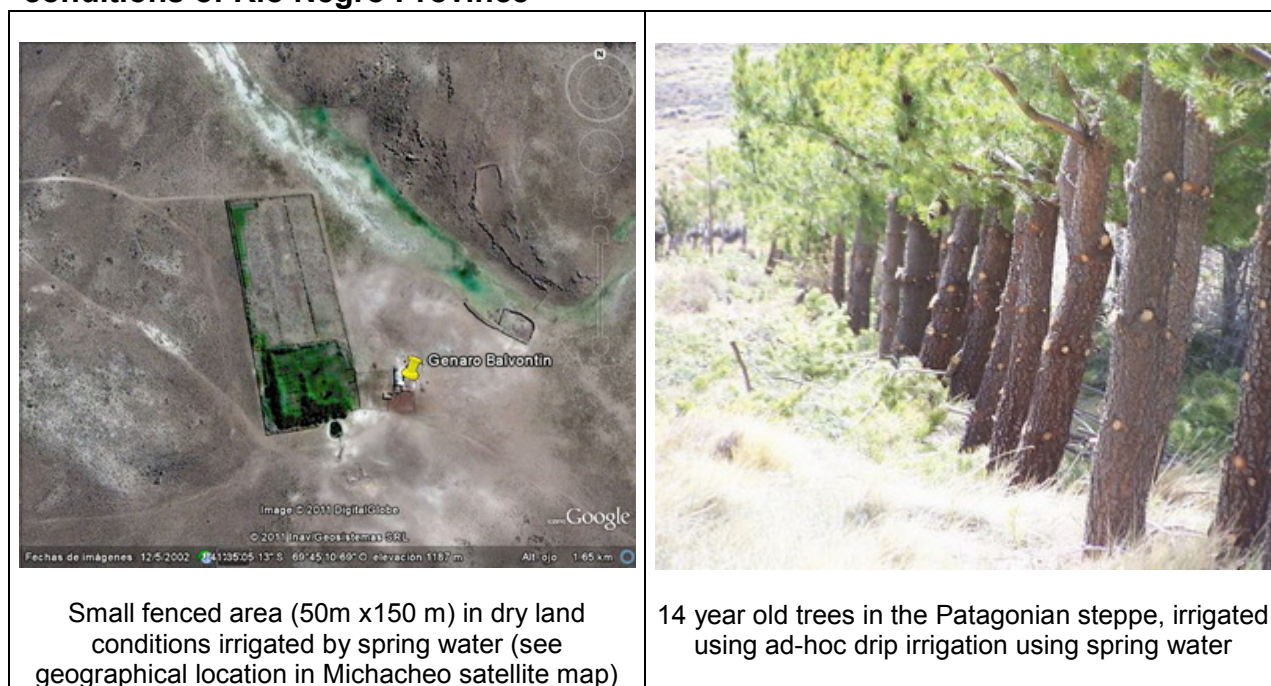 conditions of Rio Negro Province
N
Genaro Balvontin
Image © 2011 DigitalGlobe
© 2011 Inav/Geosistemas SRL
Google
Fechas de imágenes: 12/5/2002 41°35'05.13" S 69°45'10.69" O elevación 1187 m Alt. ojo 1.65 km
Small fenced area (50m x150 m) in dry land
conditions irrigated by spring water (see
geographical location in Michacheo satellite map)
14 year old trees in the Patagonian steppe, irrigated
using ad-hoc drip irrigation using spring water